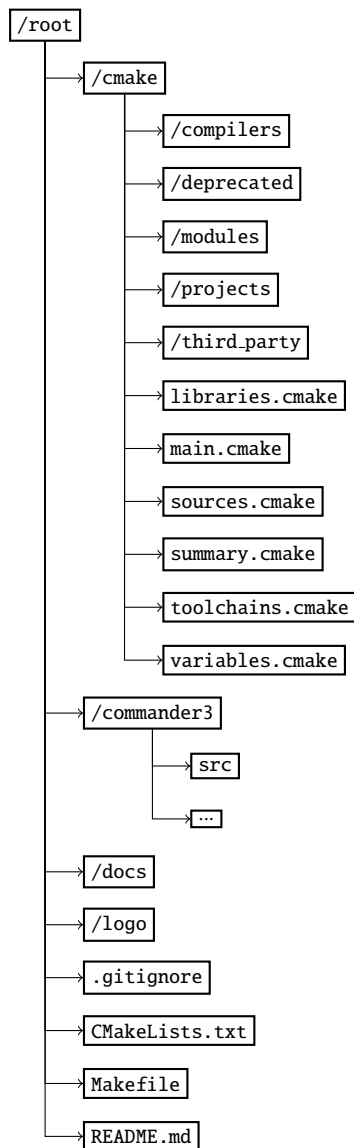 /root
/cmake
/compilers
/deprecated
/modules
/projects
/third_party
libraries.cmake
main.cmake
sources.cmake
summary.cmake
toolchains.cmake
variables.cmake
/commander3
src
...
/docs
/logo
.gitignore
CMakeLists.txt
Makefile
README.md